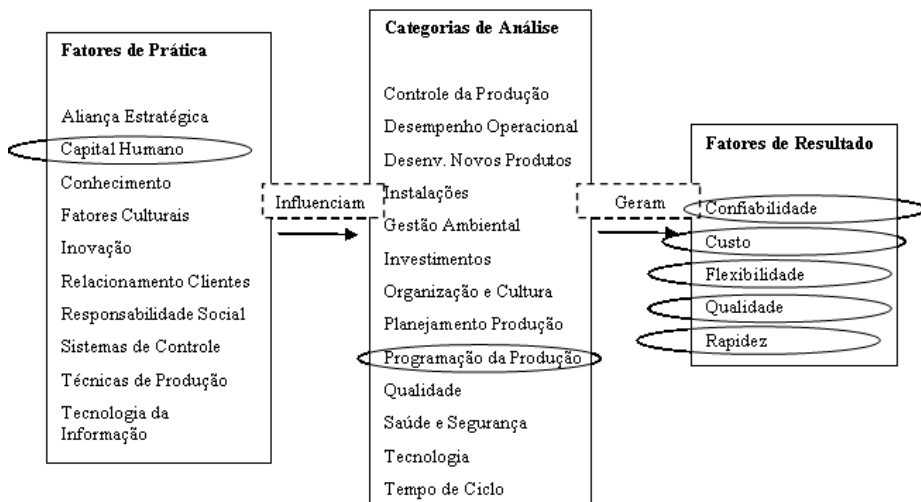 Fatores de Prática
Aliança Estratégica
Capital Humano
Conhecimento
Fatores Culturais
Inovação
Relacionamento Clientes
Responsabilidade Social
Sistemas de Controle
Técnicas de Produção
Tecnologia da
Informação
Influenciam
Categorias de Análise
Controle da Produção
Desempenho Operacional
Desenv. Novos Produtos
Instalações
Gestão Ambiental
Investimentos
Organização e Cultura
Planejamento Produção
Programação da Produção
Qualidade
Saúde e Segurança
Tecnologia
Tempo de Ciclo
Geram
Fatores de Resultado
Confiabilidade
Custo
Flexibilidade
Qualidade
Rapidez